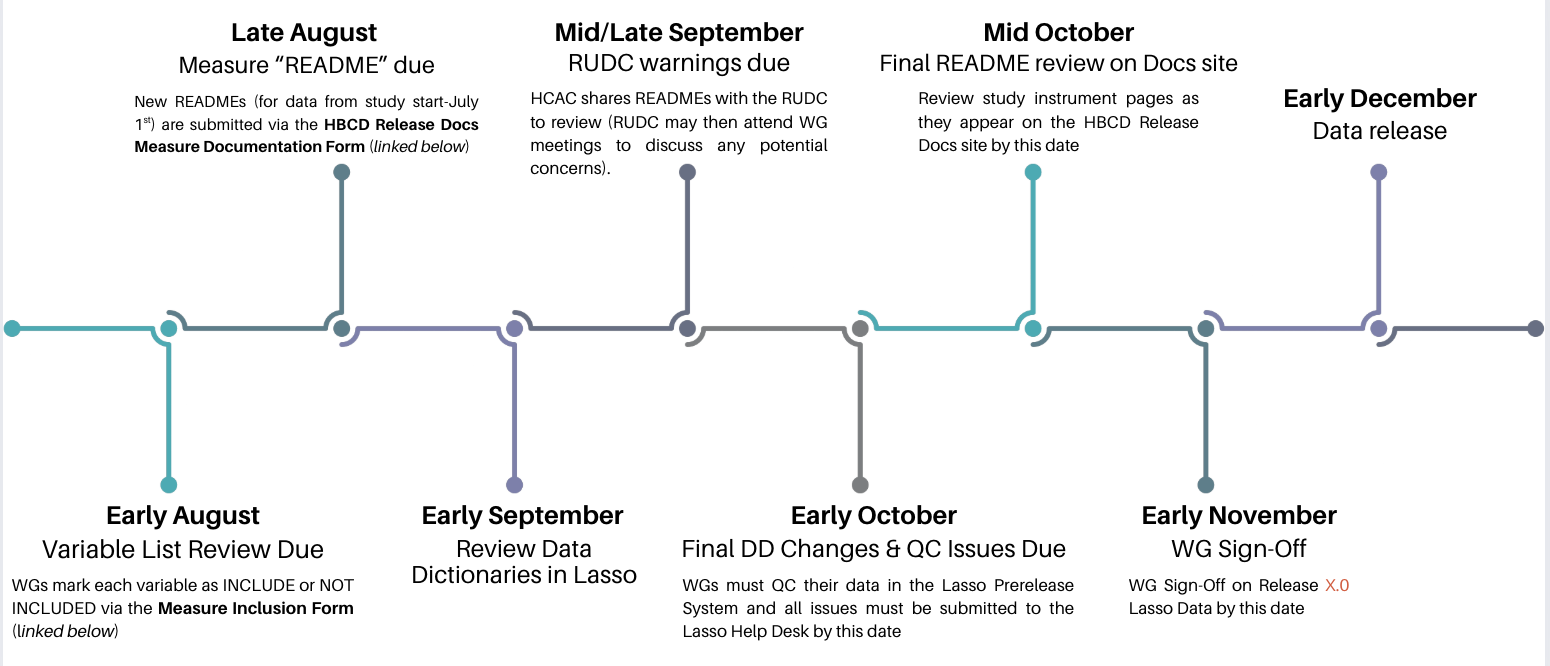 Late August
Measure “README” due
New READMEs (for data from study start-July
1st) are submitted via the HBCD Release Docs
Measure Documentation Form (linked below)
Mid/Late September
RUDC warnings due
HCAC shares READMEs with the RUDC
to review (RUDC may then attend WG
meetings to discuss any potential
concerns).
Mid October
Final README review on Docs site
Review study instrument pages as
they appear on the HBCD Release
Docs site by this date
Early December
Data release
Early August
Variable List Review Due
WGs mark each variable as INCLUDE or NOT
INCLUDED via the Measure Inclusion Form
(linked below)
Early September
Review Data
Dictionaries in Lasso
Early October
Final DD Changes & QC Issues Due
WGs must QC their data in the Lasso Prerelease
System and all issues must be submitted to the
Lasso Help Desk by this date
Early November
WG Sign-Off
WG Sign-Off on Release X.0
Lasso Data by this date